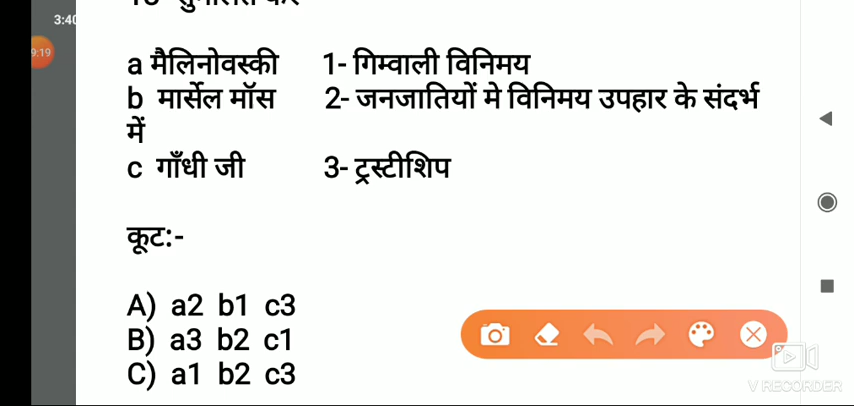 3:40
9:19
a मैलिनोवस्की 1- गिम्वाली विनिमय
b मार्सेल मॉस 2- जनजातियों मे विनिमय उपहार के संदर्भ
में
c गाँधी जी 3- ट्रस्टीशिप
कूट:-
A) a2 b1 c3
B) a3 b2 c1
C) a1 b2 c3
V RECORDER